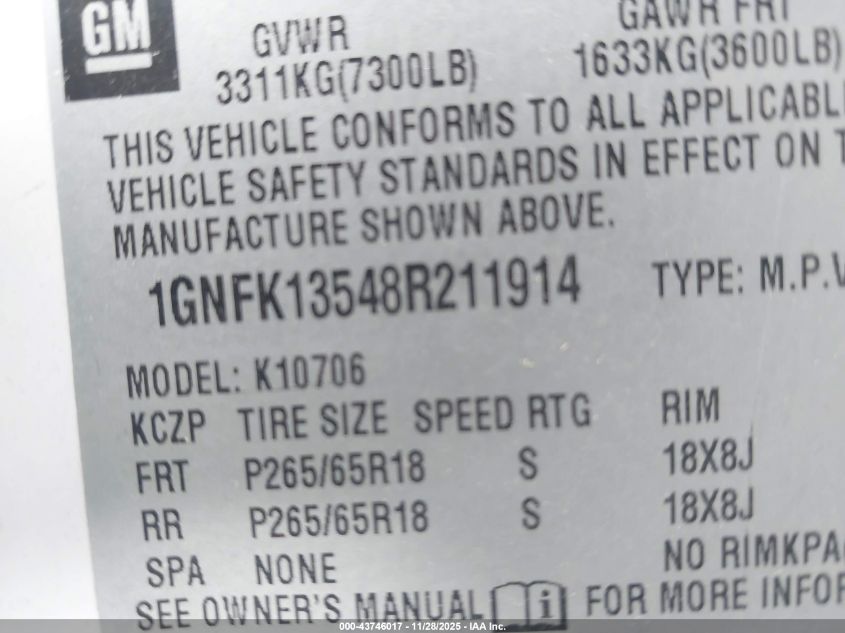 GM
GVWR
GAWR FRT
3311KG(7300LB)
1633KG(3600LB)
THIS VEHICLE CONFORMS TO ALL APPLICABL
VEHICLE SAFETY STANDARDS IN EFFECT ON T
MANUFACTURE SHOWN ABOVE.
1GNFK13548R211914
TYPE: M.P.V
MODEL: K10706
KCZP TIRE SIZE SPEED RTG RIM
FRT P265/65R18 S 18X8J
RR P265/65R18 S 18X8J
SPA NONE NO RIMKPA
SEE OWNER'S MANUAL i FOR MORE INFOR
000-43746017 - 11/28/2025 - IAA Inc.